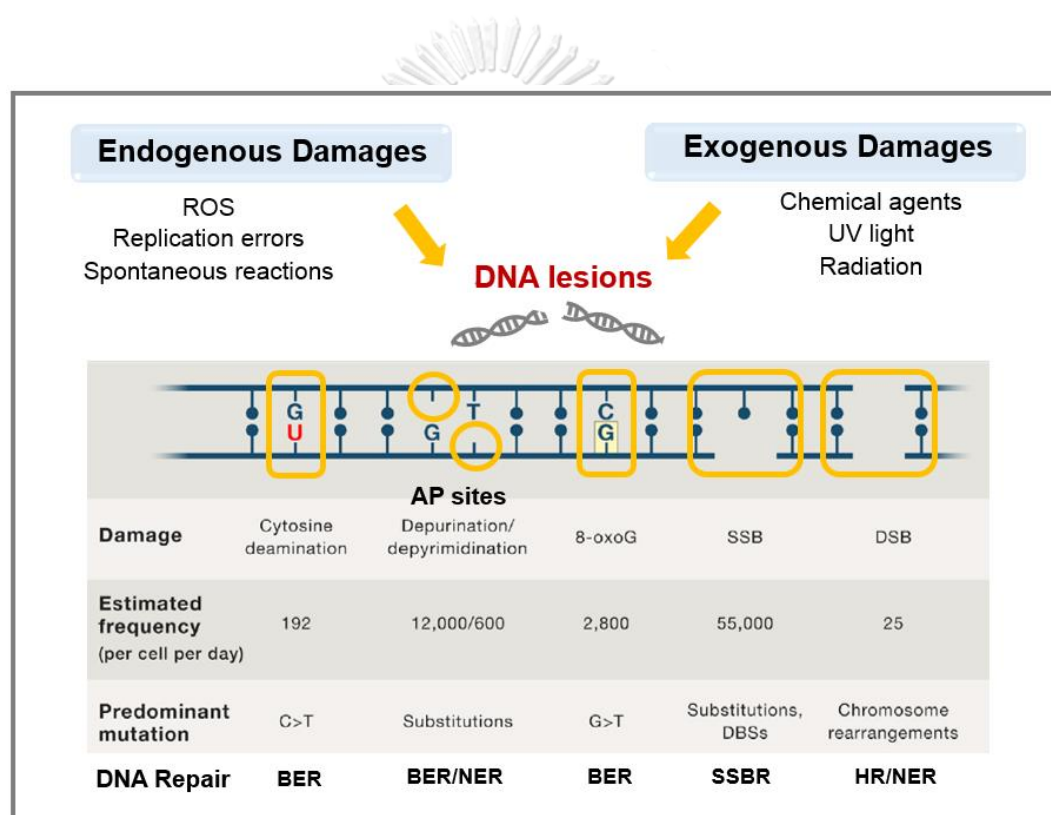 Endogenous Damages
ROS
Replication errors
Spontaneous reactions
Exogenous Damages
Chemical agents
UV light
Radiation
DNA lesions
G
U
T
G
C
G
AP sites
Damage
Cytosine
deamination
Depurination/
depyrimidination
8-oxoG
SSB
DSB
Estimated
frequency
(per cell per day)
192
12,000/600
2,800
55,000
25
Predominant
mutation
C>T
Substitutions
G>T
Substitutions,
DBSs
Chromosome
rearrangements
DNA Repair
BER
BER/NER
BER
SSBR
HR/NER